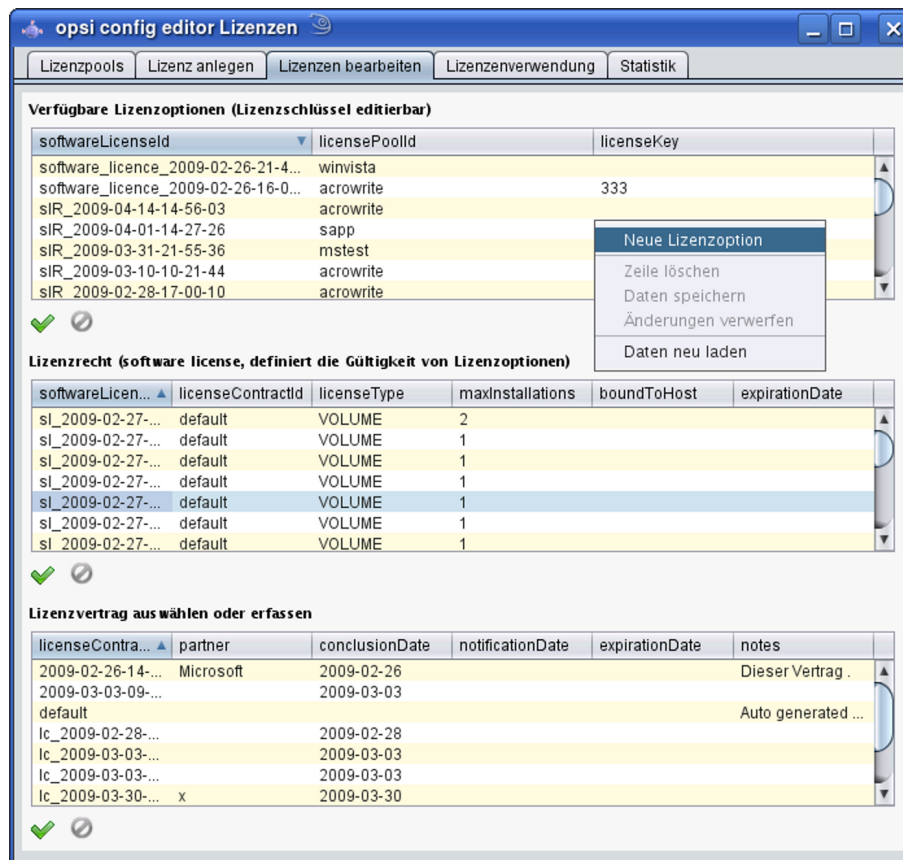 opsi config editor Lizenzen
Lizenzpools Lizenz anlegen Lizenzen bearbeiten Lizenzenverwendung Statistik
Verfügbare Lizenzoptionen (Lizenzschlüssel editierbar)
softwareLicenseId licensePoolId licenseKey
software_licence_2009-02-26-21-4... winvista
software_licence_2009-02-26-16-0... acrowrite 333
slR_2009-04-14-14-56-03 acrowrite
slR_2009-04-01-14-27-26 sapp
slR_2009-03-31-21-55-36 mstest
slR_2009-03-10-10-21-44 acrowrite
slR_2009-02-28-17-00-10 acrowrite
Neue Lizenzoption
Zeile löschen
Daten speichern
Änderungen verwerfen
Daten neu laden
Lizenzrecht (software license, definiert die Gültigkeit von Lizenzoptionen)
softwareLicen... licenseContractId licenseType maxInstallations boundToHost expirationDate
sl_2009-02-27-... default VOLUME 2
sl_2009-02-27-... default VOLUME 1
sl_2009-02-27-... default VOLUME 1
sl_2009-02-27-... default VOLUME 1
sl_2009-02-27-... default VOLUME 1
sl_2009-02-27-... default VOLUME 1
sl_2009-02-27-... default VOLUME 1
Lizenzvertrag auswählen oder erfassen
licenseContra... partner conclusionDate notificationDate expirationDate notes
2009-02-26-14-... Microsoft 2009-02-26 Dieser Vertrag .
2009-03-03-09-... 2009-03-03
default Auto generated ...
lc_2009-02-28-... 2009-02-28
lc_2009-03-03-... 2009-03-03
lc_2009-03-03-... 2009-03-03
lc_2009-03-30-... x 2009-03-30